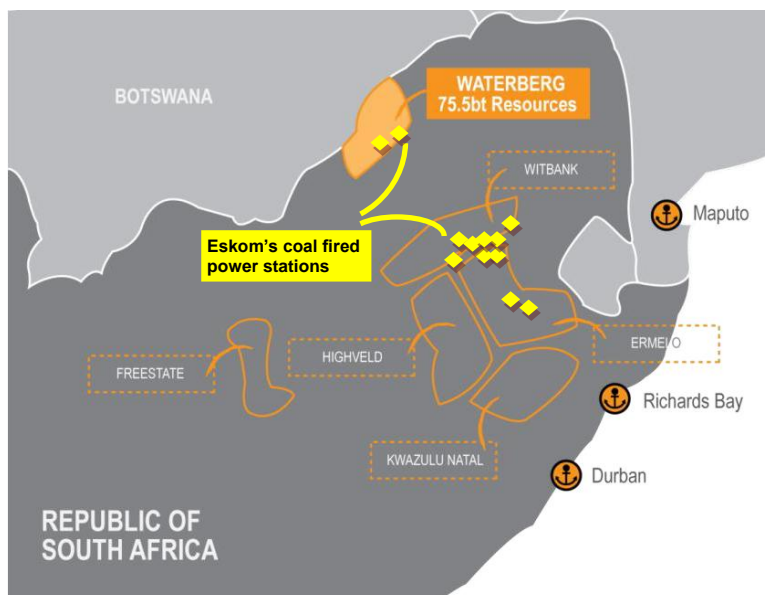 BOTSWANA
WATERBERG
75.5bt Resources
WITBANK
Maputo
Eskom's coal fired
power stations
ERMELO
HIGHVELD
FREESTATE
Richards Bay
KWAZULU NATAL
Durban
REPUBLIC OF
SOUTH AFRICA